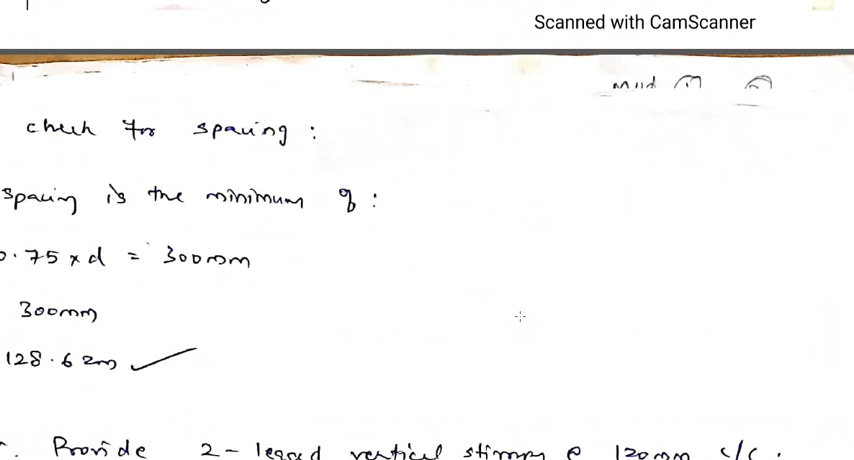 Scanned with CamScanner
check for spacing :
spacing is the minimum of :
0.75 x d = 300mm
300mm
128.62m
Provide 2-legged vertical stirrup @ 120mm c/c.